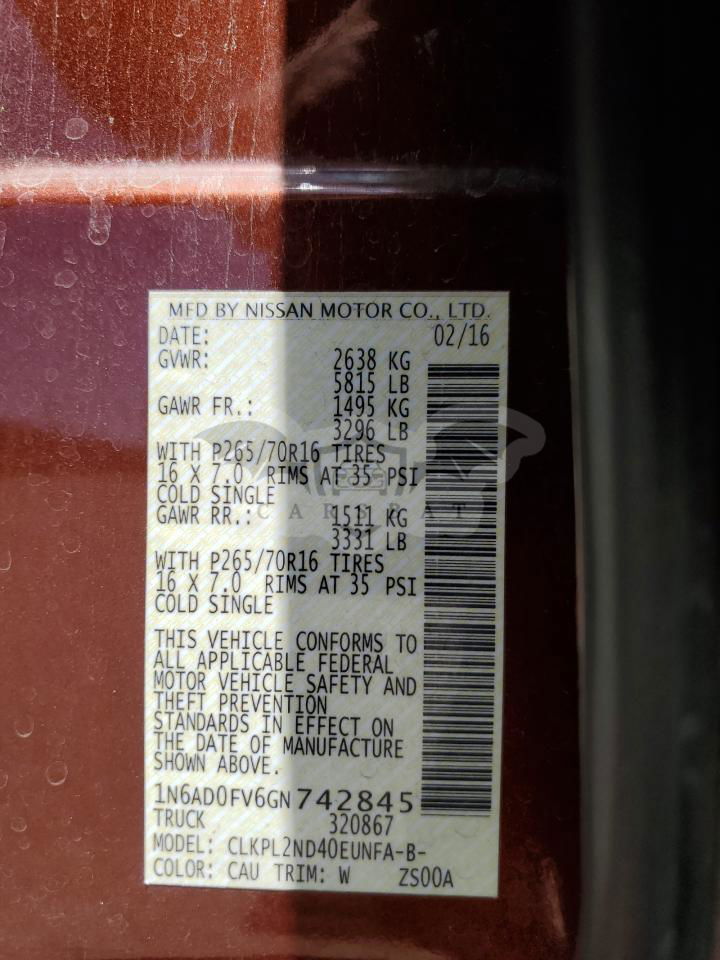 MFD BY NISSAN MOTOR CO., LTD.
DATE: 02/16
GVWR: 2638 KG
5815 LB
GAWR FR.: 1495 KG
3296 LB
WITH P265/70R16 TIRES
16 X 7.0 RIMS AT 35 PSI
COLD SINGLE
CARSBAT
GAWR RR.: 1511 KG
3331 LB
WITH P265/70R16 TIRES
16 X 7.0 RIMS AT 35 PSI
COLD SINGLE
THIS VEHICLE CONFORMS TO
ALL APPLICABLE FEDERAL
MOTOR VEHICLE SAFETY AND
THEFT PREVENTION
STANDARDS IN EFFECT ON
THE DATE OF MANUFACTURE
SHOWN ABOVE.
1N6AD0FV6GN742845
TRUCK 320867
MODEL: CLKPL2ND40EUNFA-B-
COLOR: CAU TRIM: W ZS00A